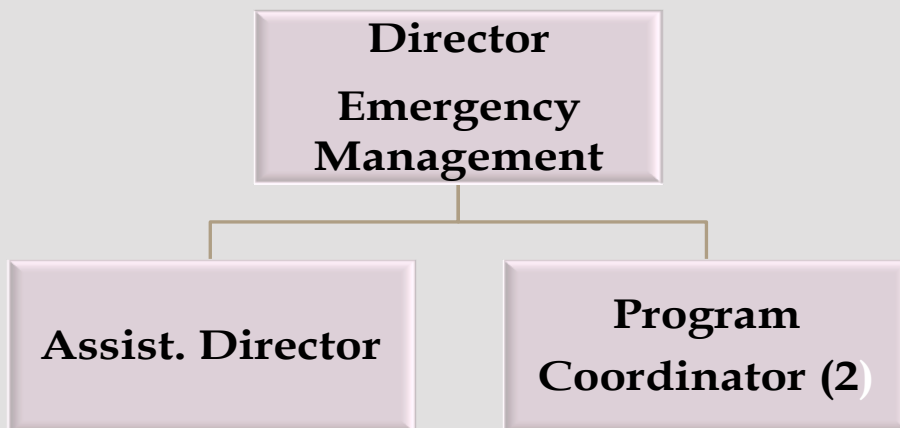 Director
Emergency
Management
Assist. Director
Program
Coordinator (2)